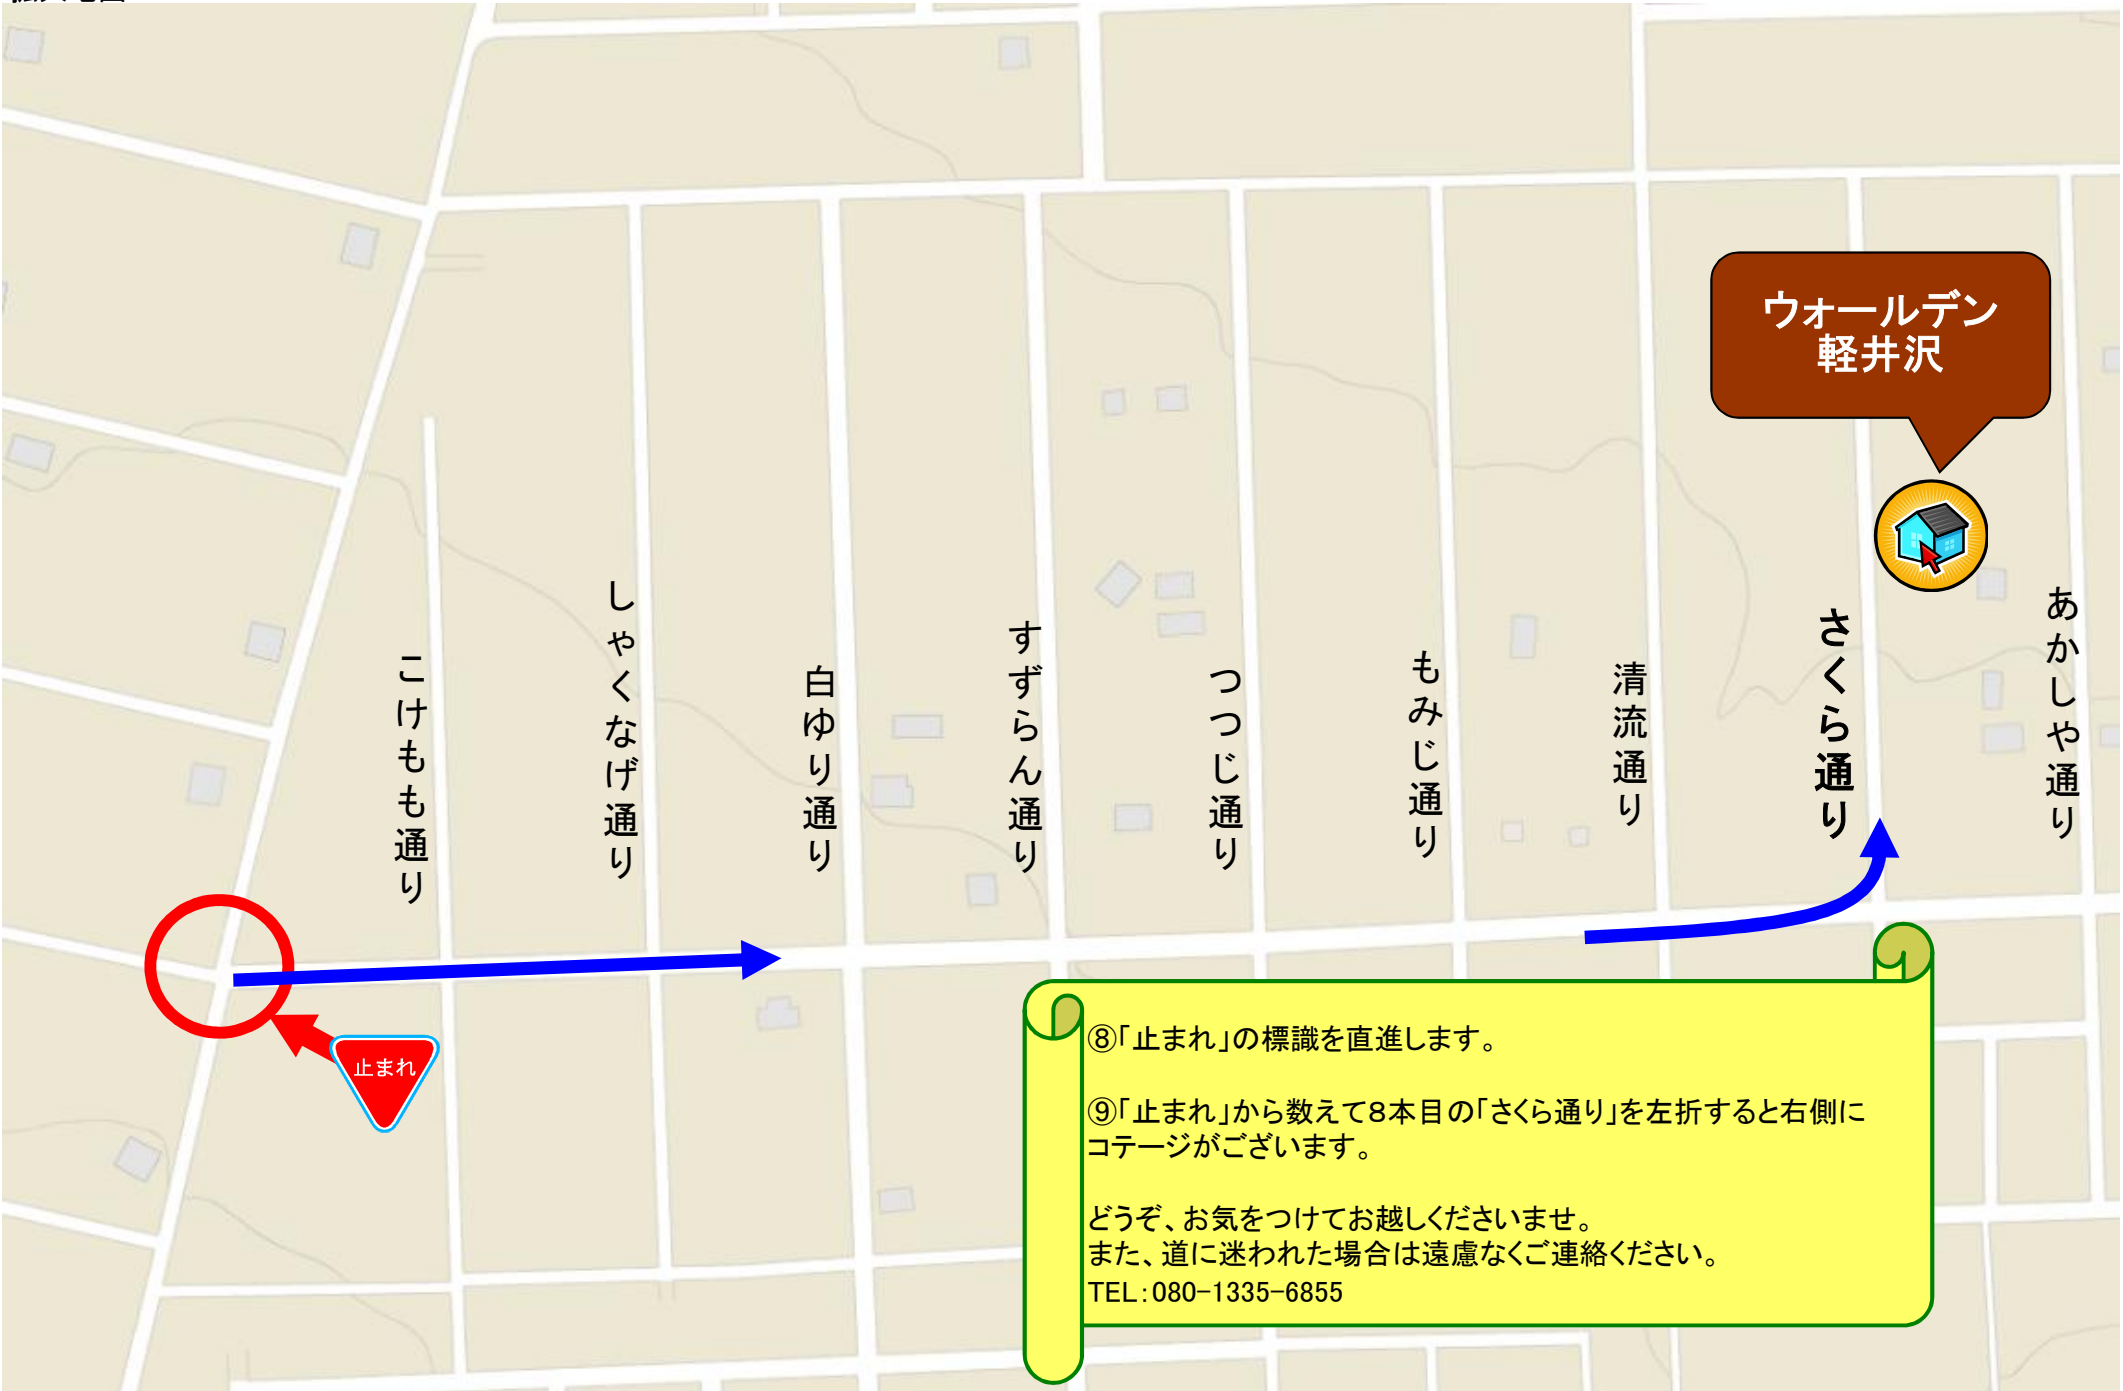 ウォールデン
軽井沢
こけもも通り
しゃくなげ通り
白ゆり通り
すずらん通り
つつじ通り
もみじ通り
清流通り
さくら通り
あかしや通り
止まれ
⑧「止まれ」の標識を直進します。
⑨「止まれ」から数えて８本目の「さくら通り」を左折すると右側に
コテージがございます。
どうぞ、お気をつけてお越しくださいませ。
また、道に迷われた場合は遠慮なくご連絡ください。
TEL：080-1335-6855